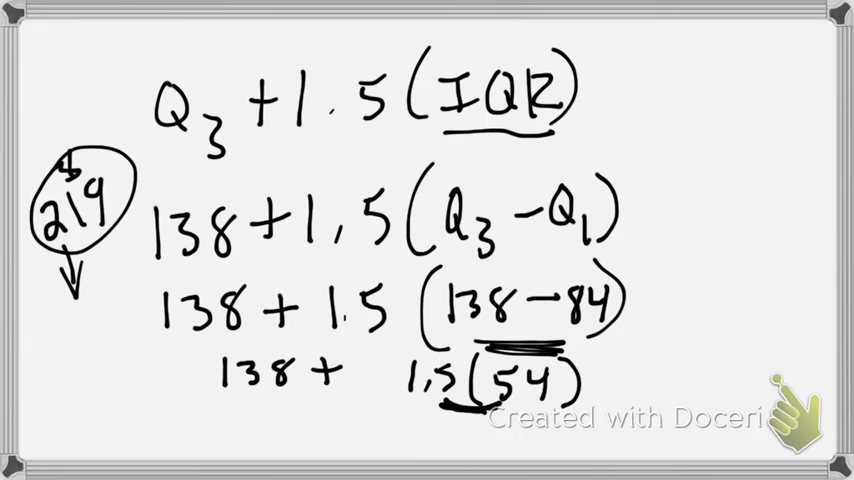 Q3 + 1.5 (IQR)
219
138 + 1.5 (Q3 - Q1)
138 + 1.5 (138 - 84)
138 + 1.5 (54)
Created with Doceri